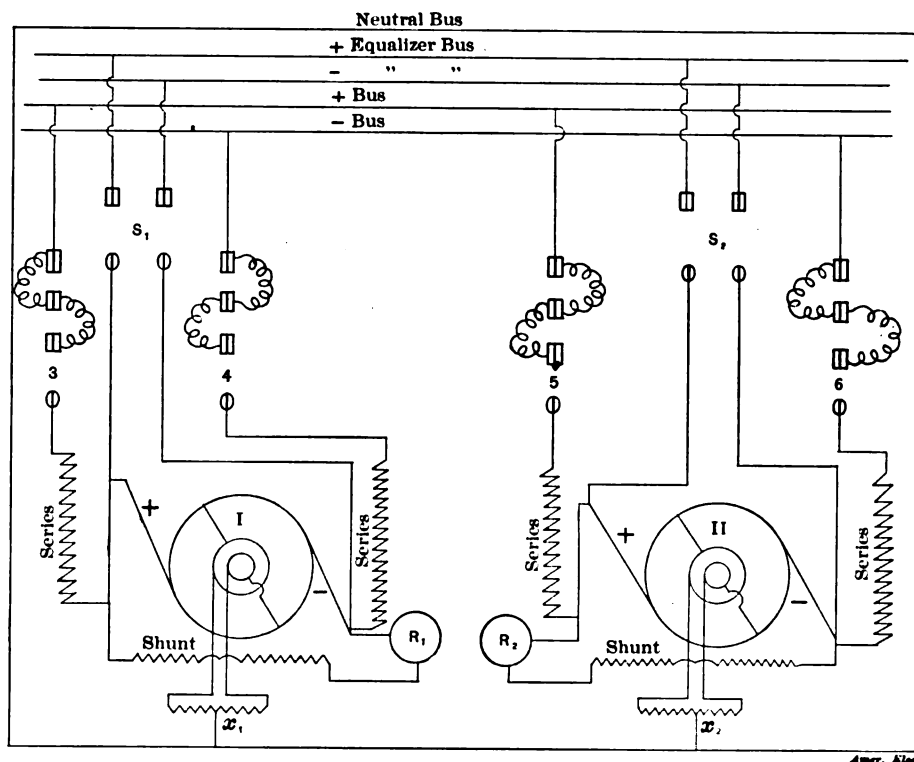 Neutral Bus
+ Equalizer Bus
- " "
+ Bus
- Bus
S₁
S₂
3
4
5
6
Series
+
I
-
Series
Series
+
II
-
Series
Shunt
R₁
R₂
Shunt
x₁
x₂
Amer.